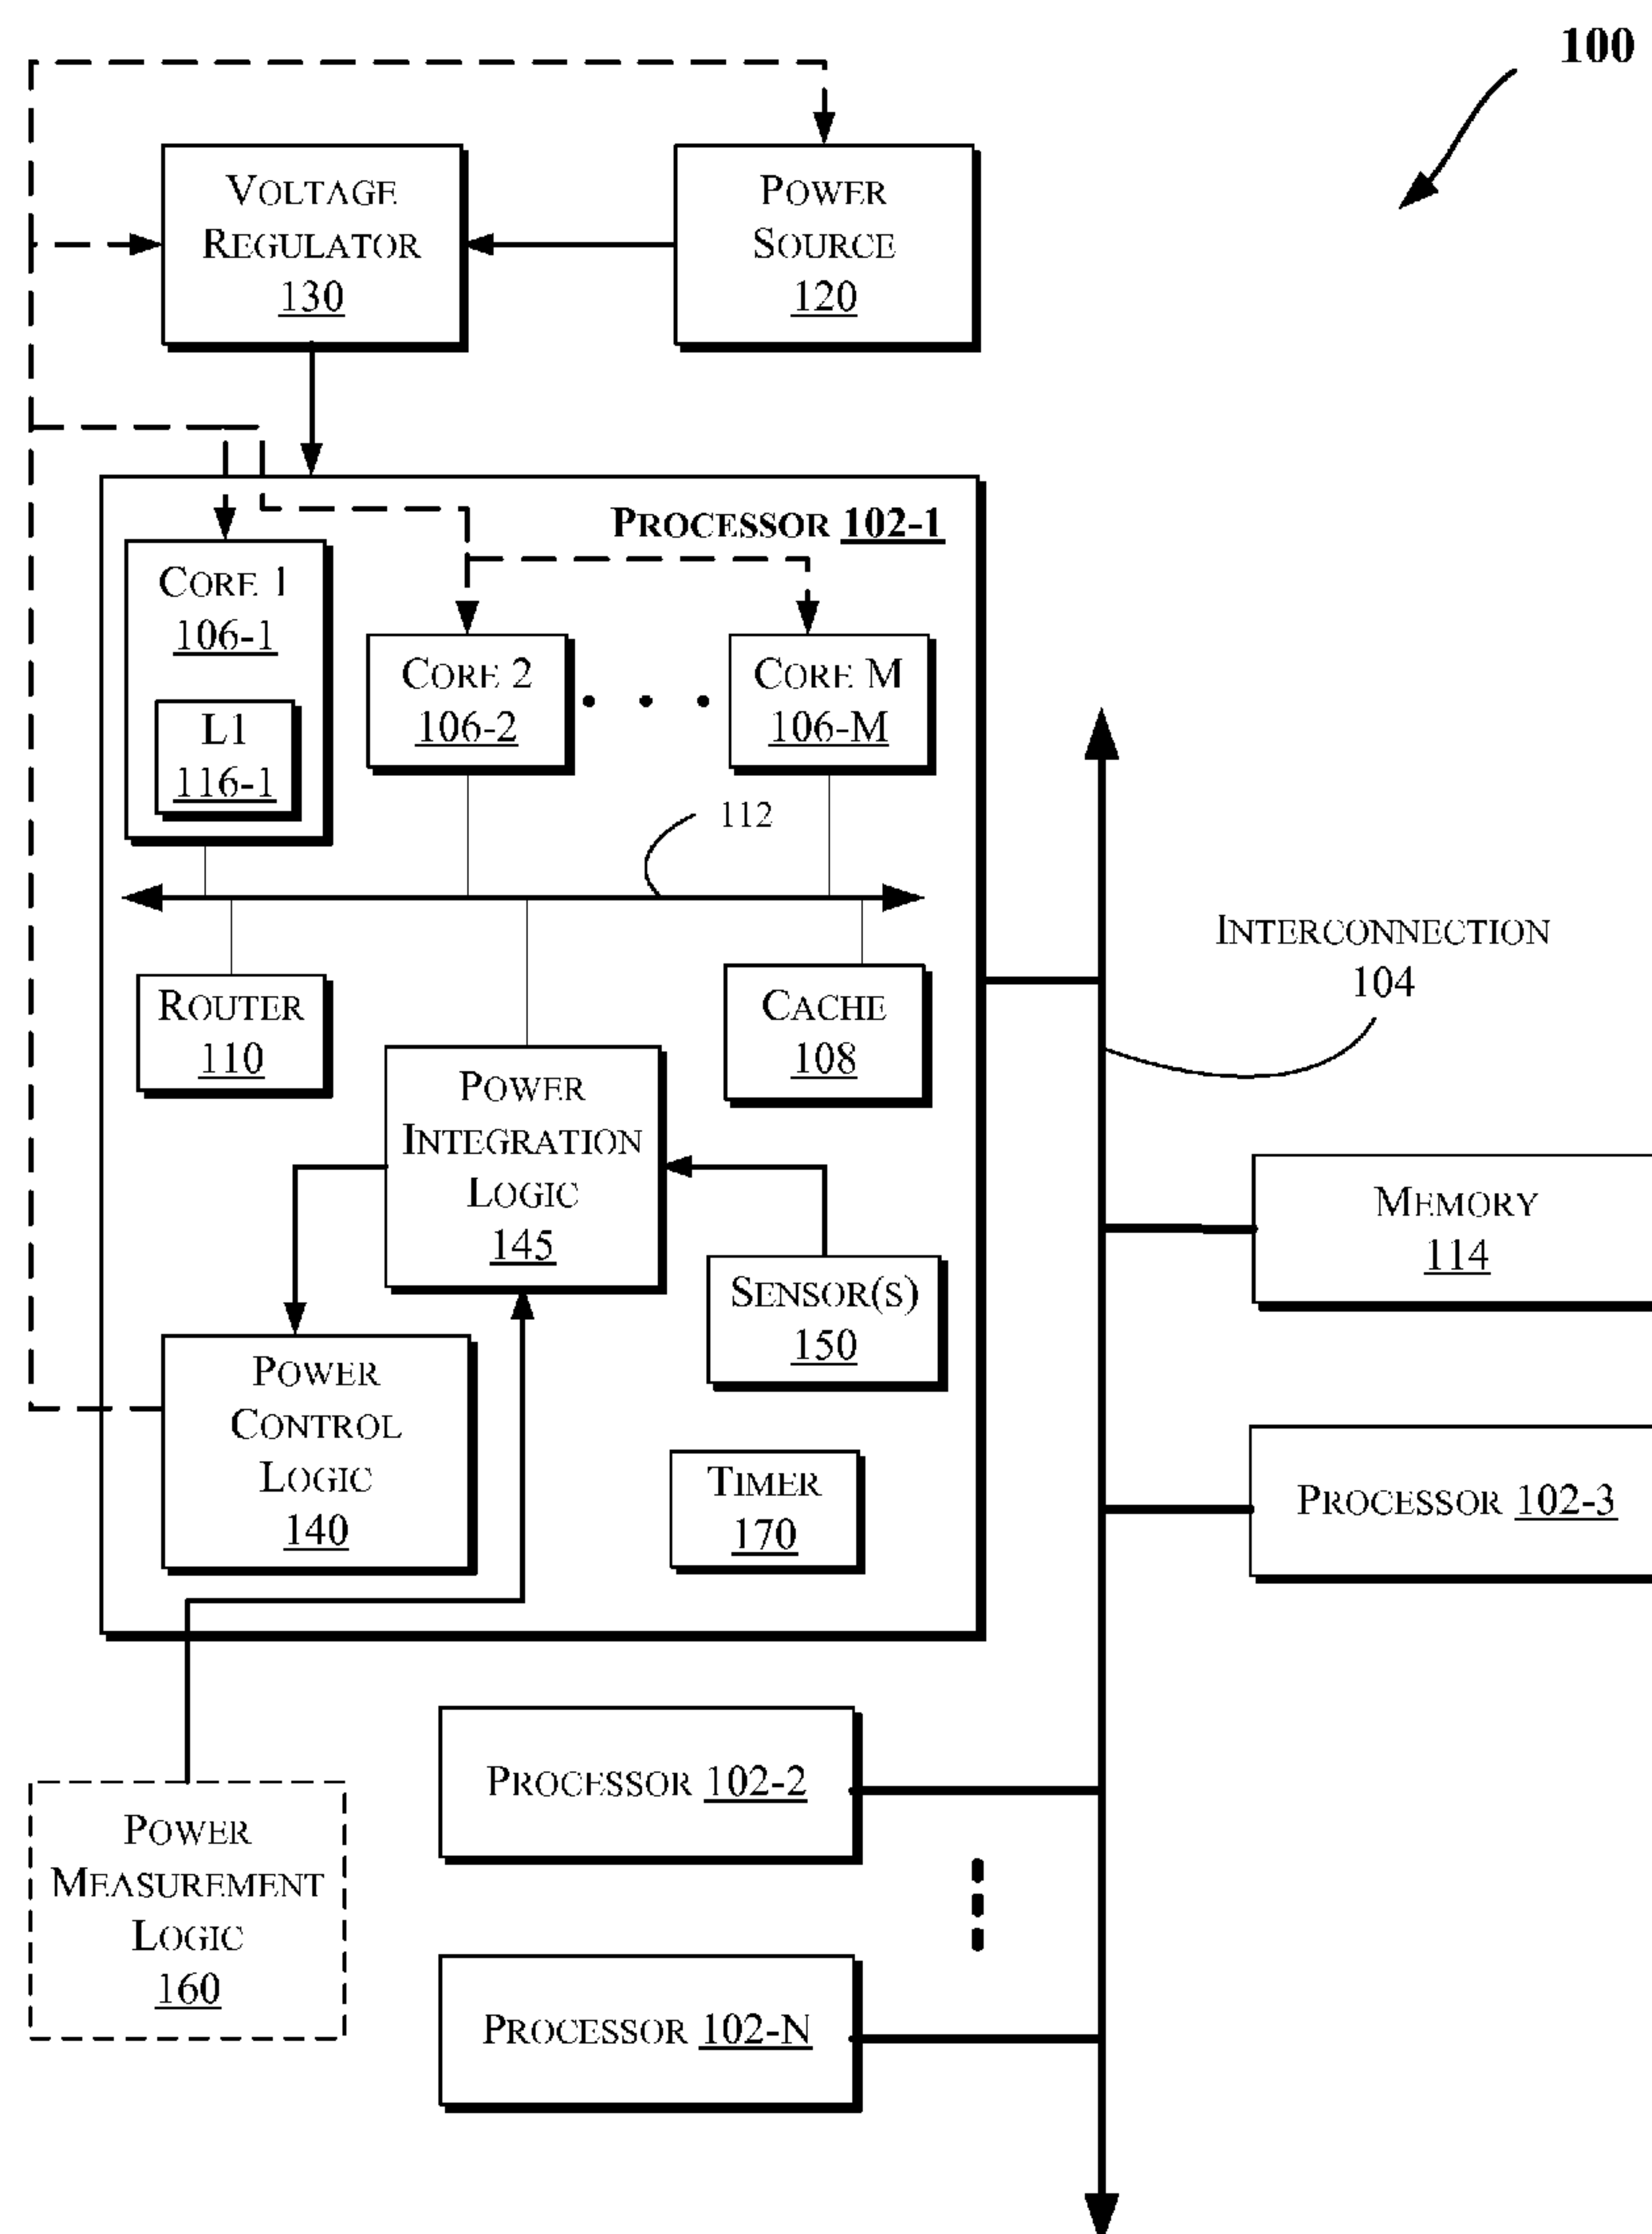 100
VOLTAGE
REGULATOR
130
POWER
SOURCE
120
PROCESSOR 102-1
CORE 1
106-1
L1
116-1
CORE 2
106-2
CORE M
106-M
112
INTERCONNECTION
104
ROUTER
110
CACHE
108
POWER
INTEGRATION
LOGIC
145
SENSOR(S)
150
MEMORY
114
POWER
CONTROL
LOGIC
140
TIMER
170
PROCESSOR 102-3
PROCESSOR 102-2
POWER
MEASUREMENT
LOGIC
160
PROCESSOR 102-N